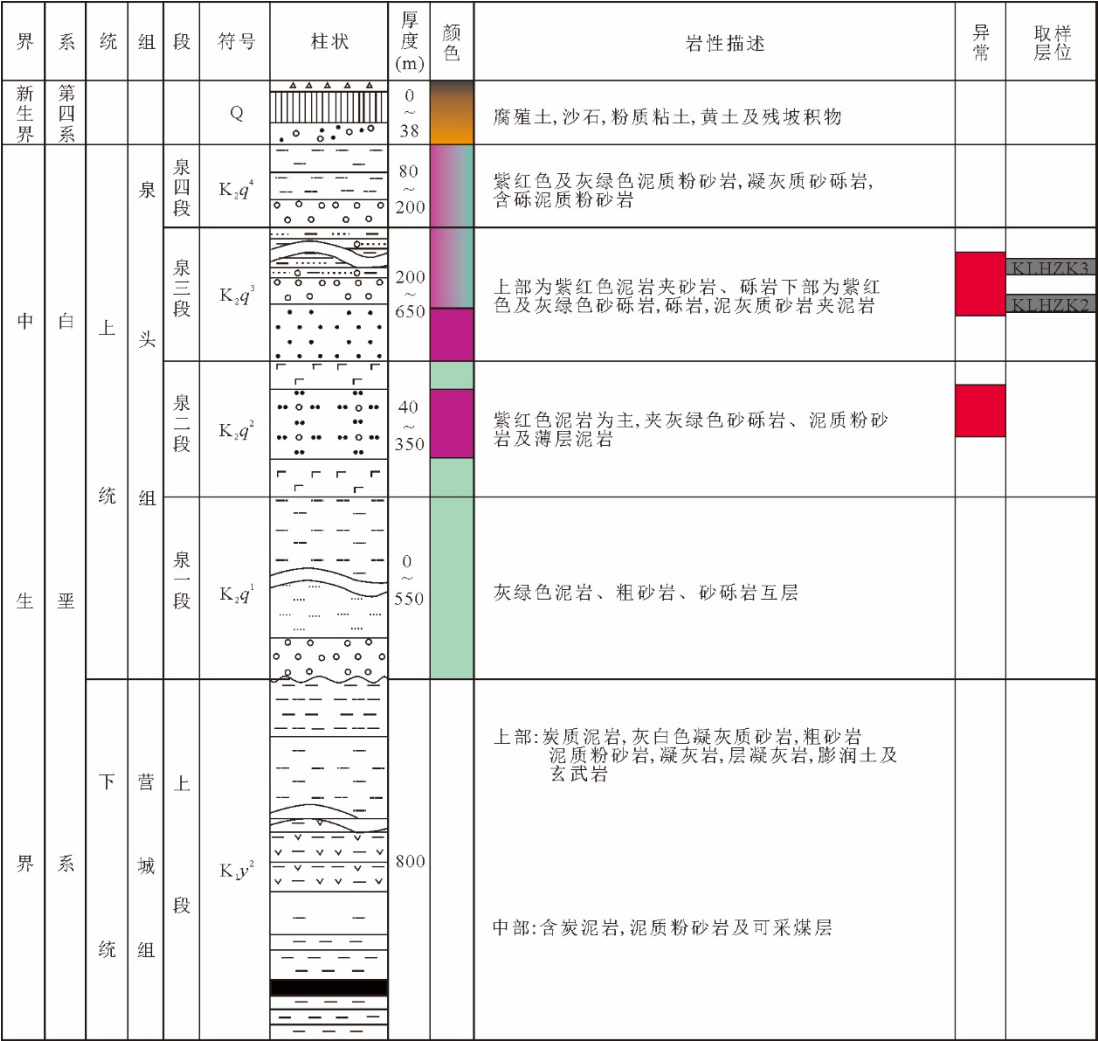 界 系 统 组 段 符号 柱状 厚度(m) 颜色 岩性描述 异常 取样层位
新生界 第四系 Q 0~38 腐殖土,沙石,粉质粘土,黄土及残坡积物
中生界 白垩系
上统 泉头组
泉四段 K₂q⁴ 80~200 紫红色及灰绿色泥质粉砂岩,凝灰质砂砾岩,
含砾泥质粉砂岩
泉三段 K₂q³ 200~650 上部为紫红色泥岩夹砂岩、砾岩下部为紫红
色及灰绿色砂砾岩,砾岩,泥灰质砂岩夹泥岩
KLHZK3
KLHZK2
泉二段 K₂q² 40~350 紫红色泥岩为主,夹灰绿色砂砾岩、泥质粉砂
岩及薄层泥岩
泉一段 K₂q¹ 0~550 灰绿色泥岩、粗砂岩、砂砾岩互层
下统 营城组 上段 K₁y² 800
上部:炭质泥岩,灰白色凝灰质砂岩,粗砂岩
泥质粉砂岩,凝灰岩,层凝灰岩,膨润土及
玄武岩
中部:含炭泥岩,泥质粉砂岩及可采煤层